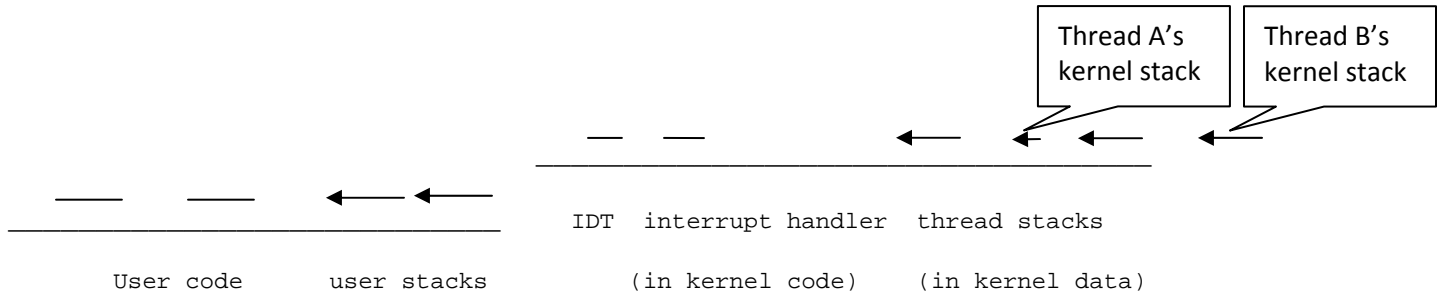 Thread A’s
kernel stack
Thread B’s
kernel stack
IDT interrupt handler thread stacks
User code user stacks (in kernel code) (in kernel data)